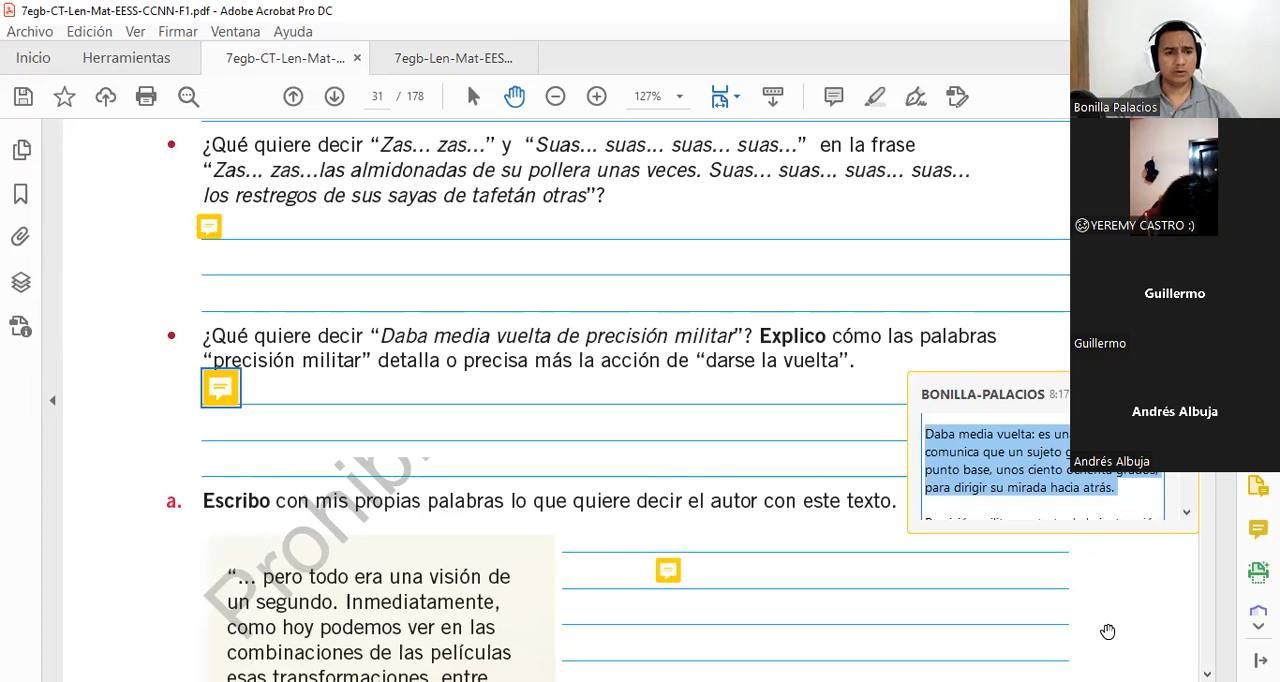 7egb-CT-Len-Mat-EESS-CCNN-F1.pdf - Adobe Acrobat Pro DC
Archivo Edición Ver Firmar Ventana Ayuda
Inicio Herramientas 7egb-CT-Len-Mat-... × 7egb-Len-Mat-EES...
31 / 178 127%
Bonilla Palacios
• ¿Qué quiere decir “Zas... zas...” y “Suas... suas... suas... suas...” en la frase
“Zas... zas...las almidonadas de su pollera unas veces. Suas... suas... suas... suas...
los restregos de sus sayas de tafetán otras”?
YEREMY CASTRO :)
Guillermo
Guillermo
• ¿Qué quiere decir “Daba media vuelta de precisión militar”? Explico cómo las palabras
“precisión militar” detalla o precisa más la acción de “darse la vuelta”.
Andrés Albuja
Andrés Albuja
BONILLA-PALACIOS 8:17
Daba media vuelta: es
comunica que un sujeto
punto base, unos ciento ochenta grados,
para dirigir su mirada hacia atrás.
Prohib
a. Escribo con mis propias palabras lo que quiere decir el autor con este texto.
“... pero todo era una visión de
un segundo. Inmediatamente,
como hoy podemos ver en las
combinaciones de las películas
esas transformaciones, entre